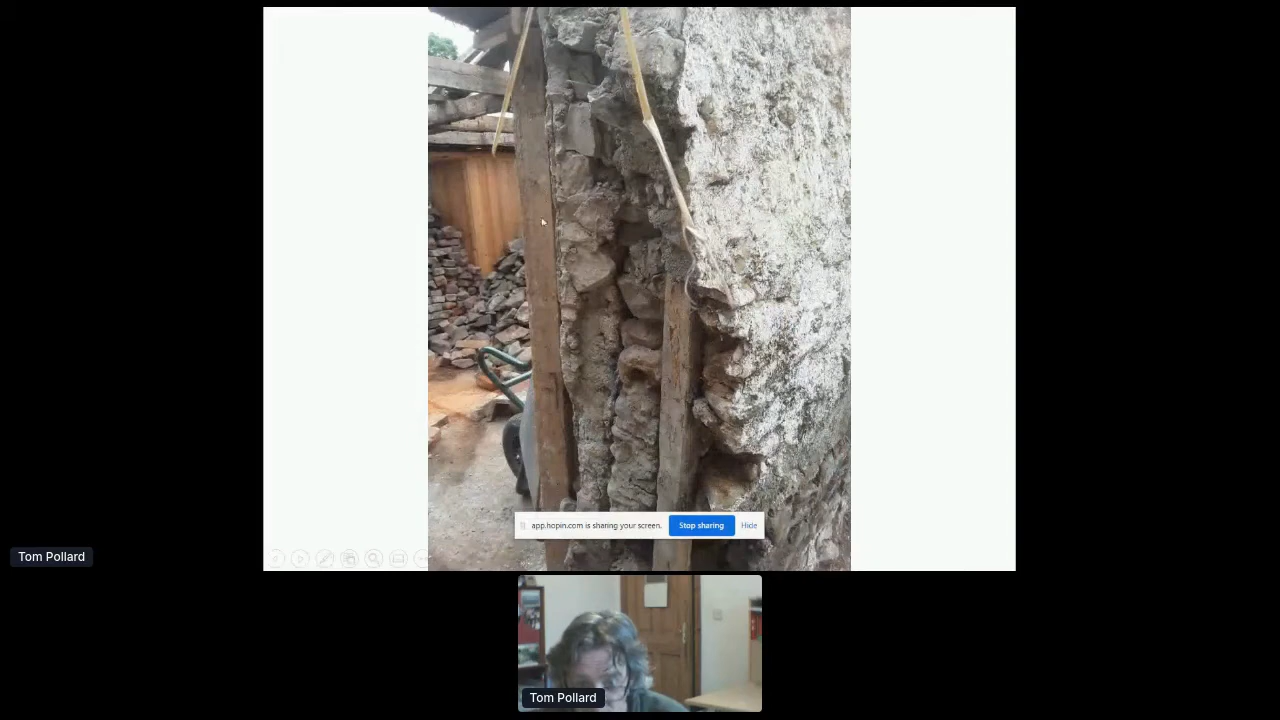 app.hopin.com is sharing your screen.
Stop sharing
Hide
Tom Pollard
Tom Pollard